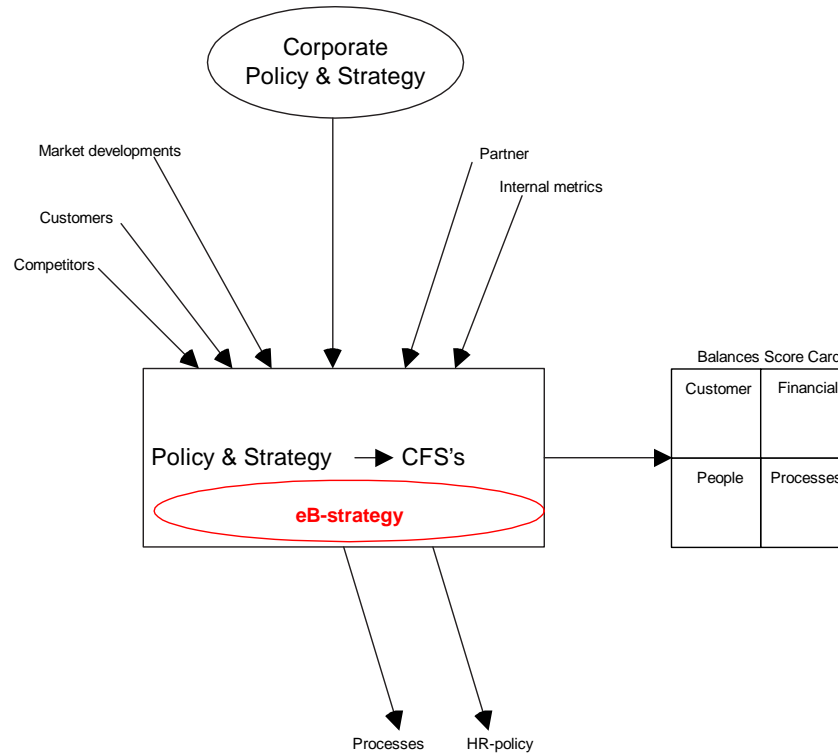 Corporate
Policy & Strategy
Market developments
Partner
Internal metrics
Customers
Competitors
Balances Score Card
Customer
Financial
Policy & Strategy
CFS's
People
Processes
eB-strategy
Processes
HR-policy